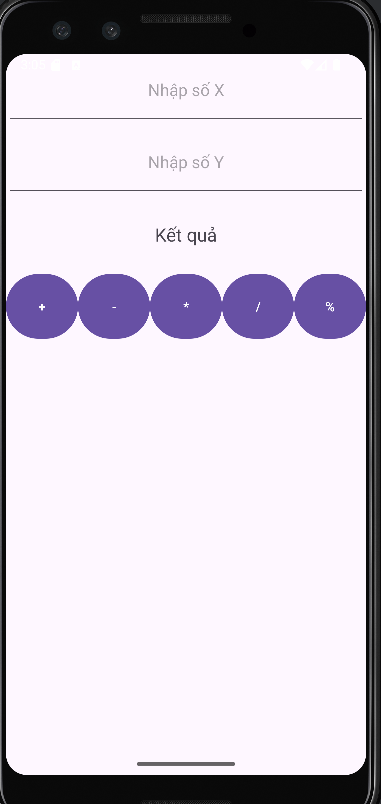 Nhập số X
Nhập số Y
Kết quả
+ - * / %